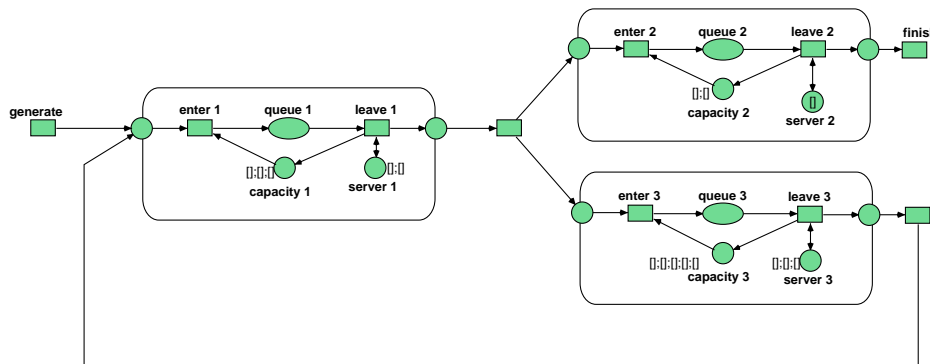 enter 2 queue 2 leave 2 finis
[];[]
[]
capacity 2
server 2
generate
enter 1 queue 1 leave 1
[];[];[]
[];[]
capacity 1
server 1
enter 3 queue 3 leave 3
[];[];[];[];[]
[];[];[]
capacity 3
server 3